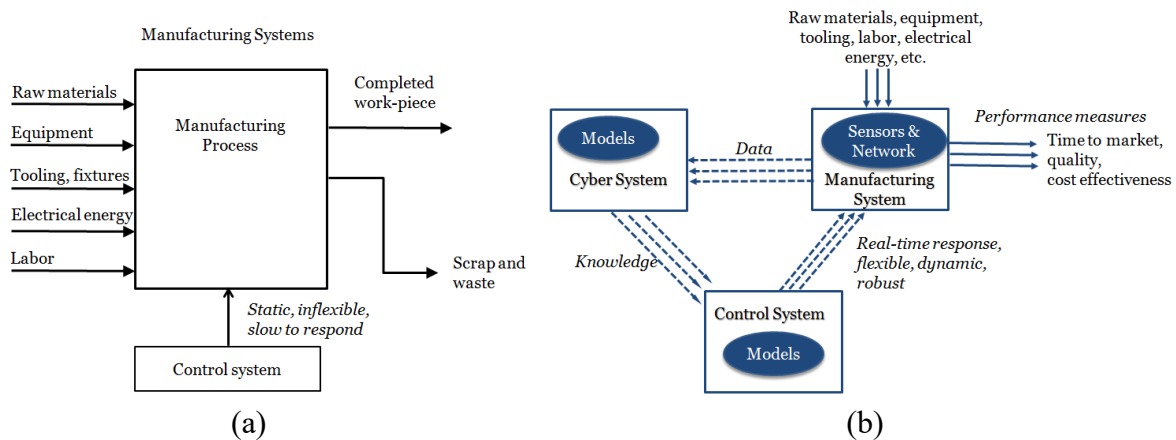 Manufacturing Systems
Raw materials
Equipment
Tooling, fixtures
Electrical energy
Labor
Manufacturing
Process
Completed
work-piece
Scrap and
waste
Static, inflexible,
slow to respond
Control system
(a)
Raw materials, equipment,
tooling, labor, electrical
energy, etc.
Models
Cyber System
Data
Sensors &
Network
Manufacturing
System
Performance measures
Time to market,
quality,
cost effectiveness
Knowledge
Real-time response,
flexible, dynamic,
robust
Control System
Models
(b)